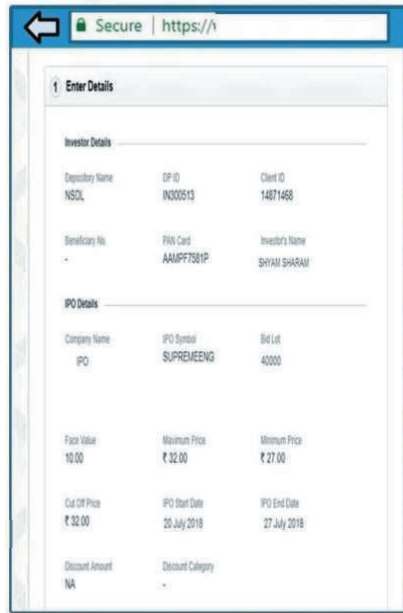 Secure | https://
1 Enter Details
Investor Details
Depository Name DP ID Client ID
NSDL IN300513 14871468
Beneficiary No. PAN Card Investor's Name
- AAMPF7581P SHYAM SHARAM
IPO Details
Company Name IPO Symbol Bid Lot
IPO SUPREMEENG 40000
Face Value Maximum Price Minimum Price
10.00 ₹ 32.00 ₹ 27.00
Cut Off Price IPO Start Date IPO End Date
₹ 32.00 20 July 2018 27 July 2018
Discount Amount Discount Category
NA -